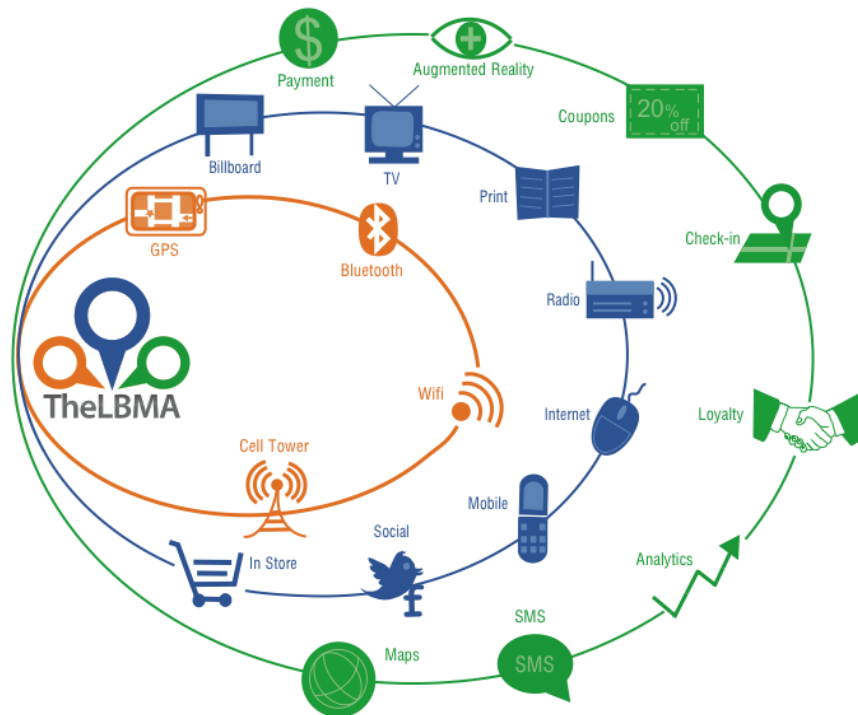 $
Payment
Augmented Reality
Coupons
20% off
Billboard
TV
Print
Check-in
GPS
Bluetooth
Radio
TheLBMA
Wifi
Internet
Loyalty
Cell Tower
Mobile
In Store
Social
f
Analytics
SMS
SMS
Maps